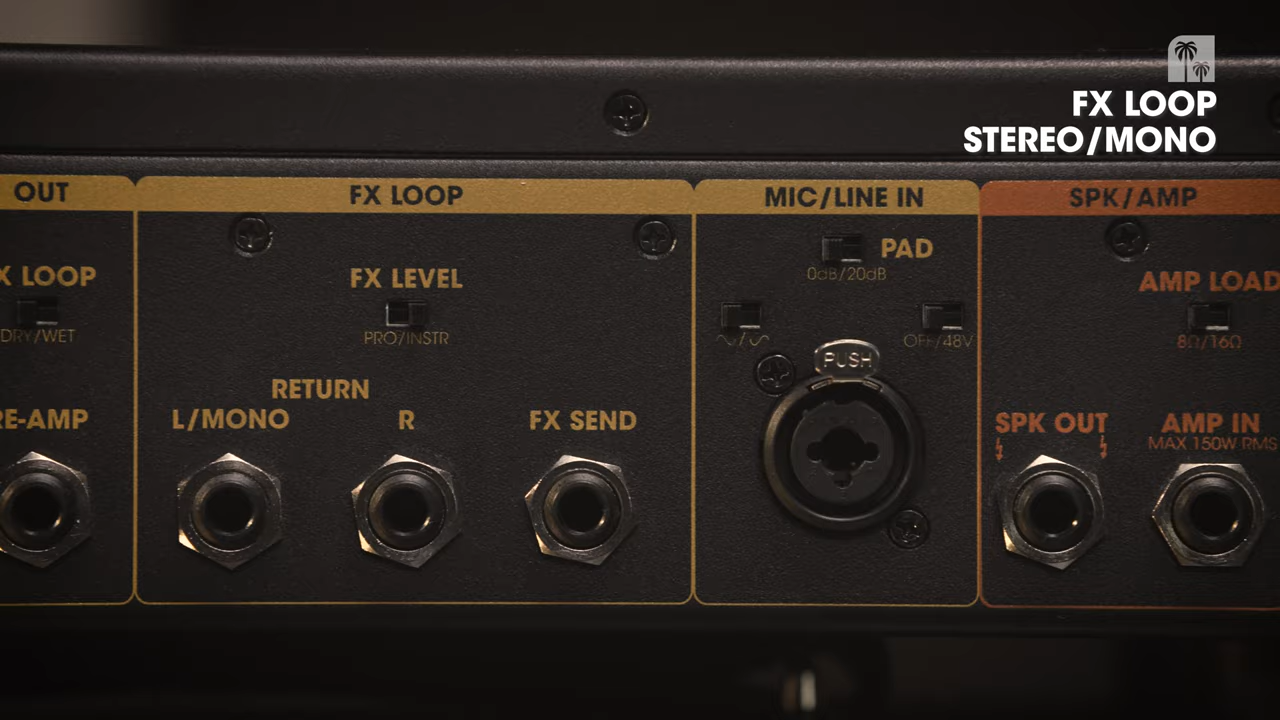 FX LOOP
STEREO/MONO
OUT
FX LOOP
MIC/LINE IN
SPK/AMP
X LOOP
DRY/WET
FX LEVEL
PRO/INSTR
PAD
0dB/20dB
OFF/48V
PUSH
AMP LOAD
8Ω/16Ω
RE-AMP
RETURN
L/MONO
R
FX SEND
SPK OUT
AMP IN
MAX 150W RMS